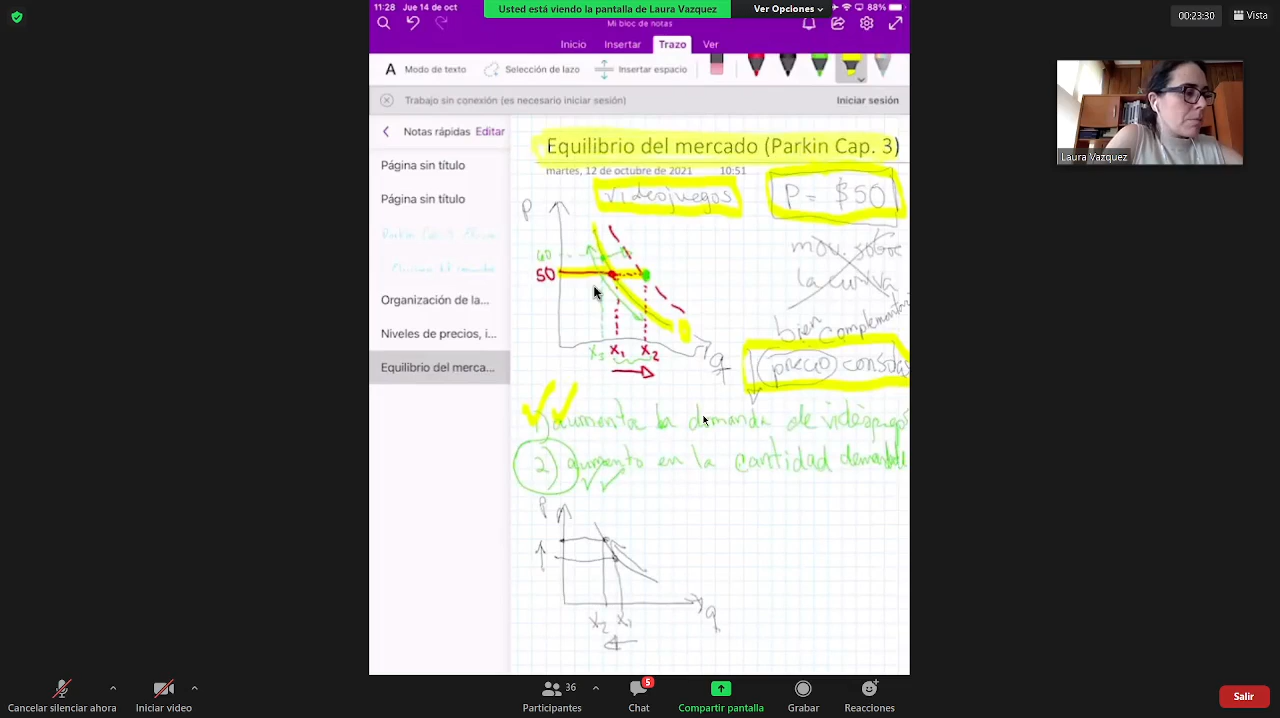 11:28 Jue 14 de oct
Usted está viendo la pantalla de Laura Vazquez
Ver Opciones
88%
00:23:30
Vista
Mi bloc de notas
Inicio Insertar Trazo Ver
A Modo de texto Selección de lazo Insertar espacio
Trabajo sin conexión (es necesario iniciar sesión) Iniciar sesión
Notas rápidas Editar
Página sin título
Página sin título
Organización de la...
Niveles de precios, i...
Equilibrio del merca...
Equilibrio del mercado (Parkin Cap. 3)
martes, 12 de octubre de 2021 10:51
videojuegos
P = $50
P
60
50
X3 X1 X2
q
mov. sobre
la curva
bien complementar
precio consolas
1) aumenta la demanda de videojuegos
2) aumento en la cantidad demandada
P
X2 X1
q
Laura Vazquez
Cancelar silenciar ahora
Iniciar video
36
Participantes
5
Chat
Compartir pantalla
Grabar
Reacciones
Salir